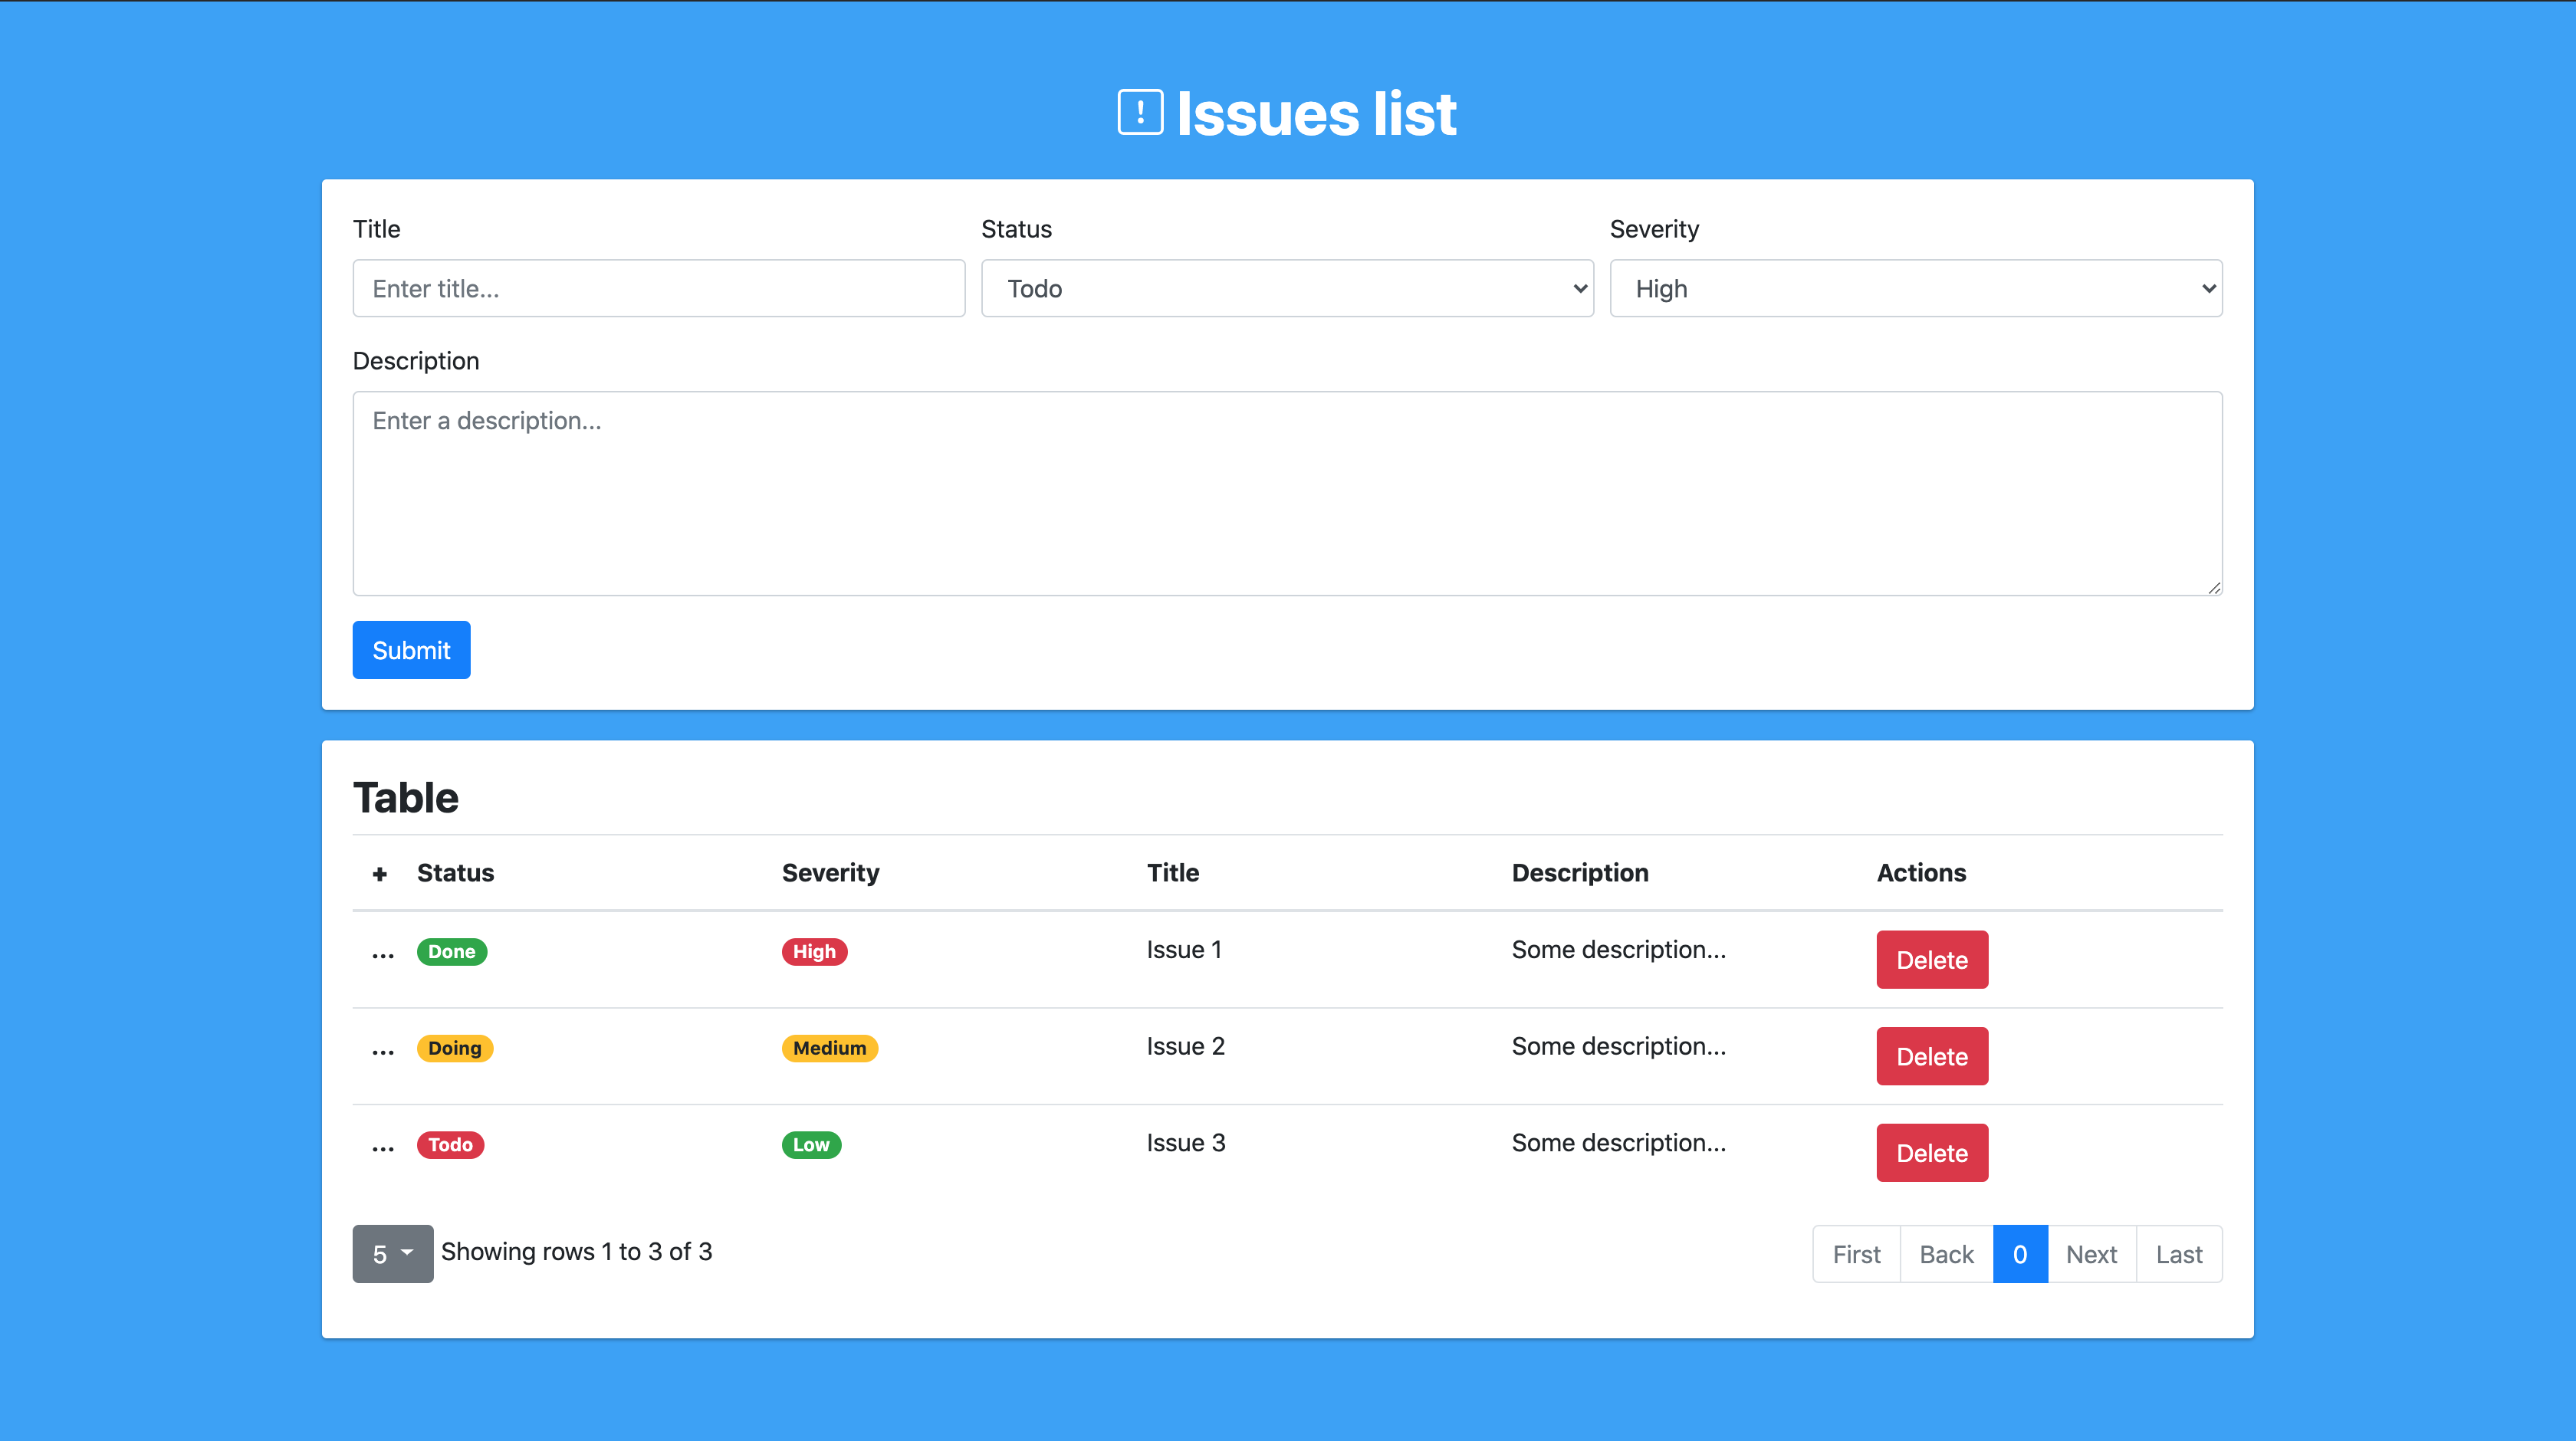 Issues list
Title Status Severity
Enter title... Todo High
Description
Enter a description...
Submit
Table
+ Status Severity Title Description Actions
... Done High Issue 1 Some description... Delete
... Doing Medium Issue 2 Some description... Delete
... Todo Low Issue 3 Some description... Delete
5 Showing rows 1 to 3 of 3 First Back 0 Next Last